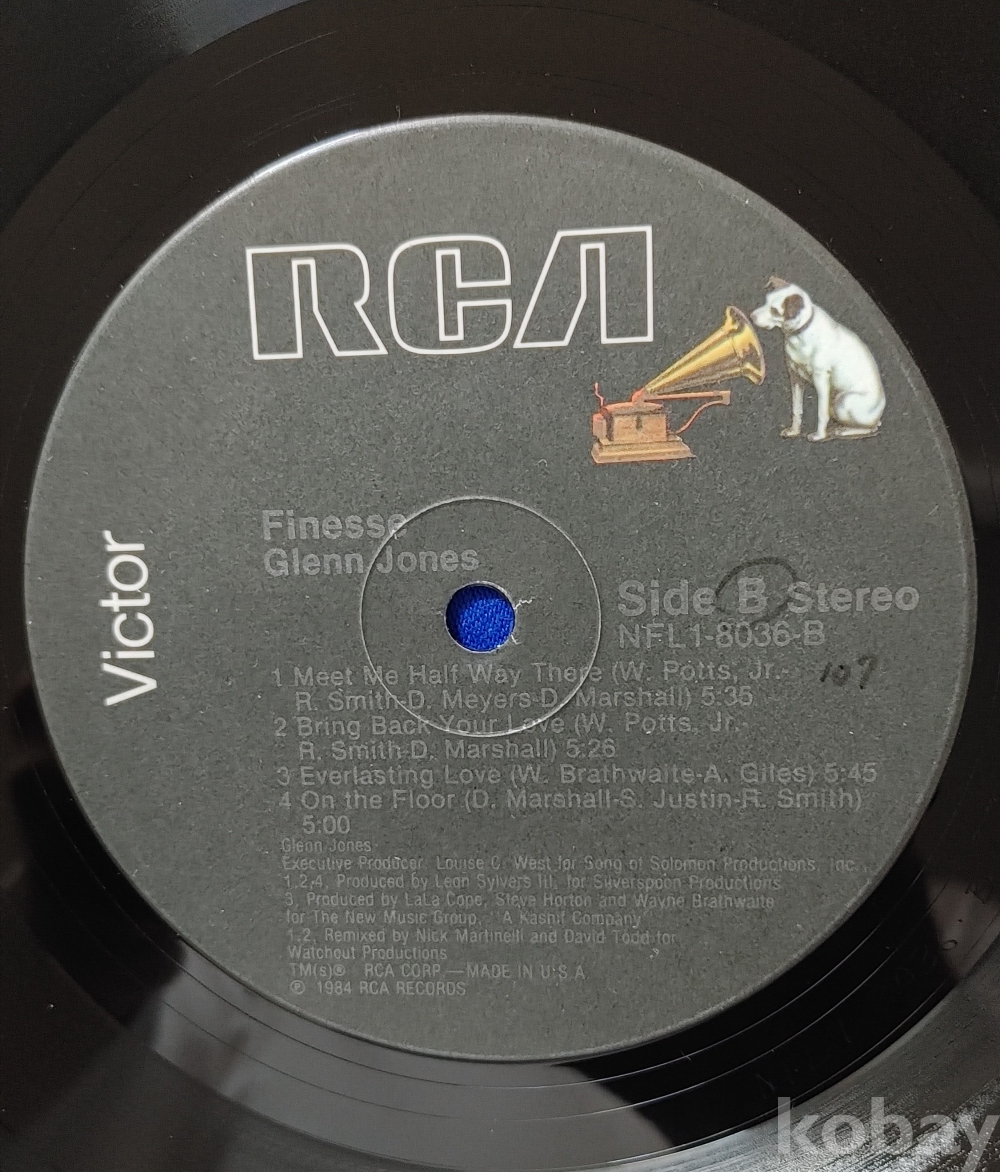 RCA
Victor
Finesse
Glenn Jones
Side B Stereo
NFL1-8036-B
107
1 Meet Me Half Way There (W. Potts, Jr.-
R. Smith-D. Meyers-D. Marshall) 5:35
2 Bring Back Your Love (W. Potts, Jr.-
R. Smith-D. Marshall) 5:26
3 Everlasting Love (W. Brathwaite-A. Giles) 5:45
4 On the Floor (D. Marshall-S. Justin-R. Smith)
5:00
Glenn Jones
Executive Producer: Louise C. West for Song of Solomon Productions, Inc.
1,2,4, Produced by Leon Sylvers III, for Silverspoon Productions
3, Produced by LaLa Cope, Steve Horton and Wayne Brathwaite
for The New Music Group, "A Kashif Company"
1,2, Remixed by Nick Martinelli and David Todd for
Watchout Productions
TM(s)® RCA CORP.—MADE IN U.S.A
℗ 1984 RCA RECORDS
kobay